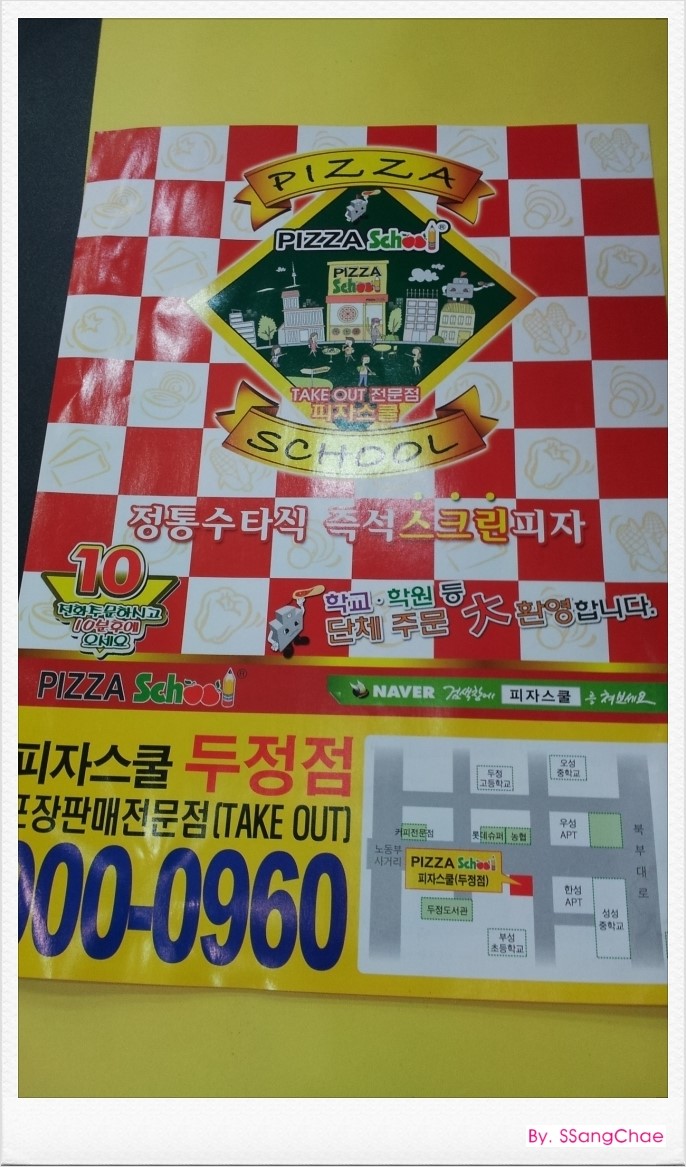 PIZZA
PIZZA School®
PIZZA
School
TAKE OUT 전문점
피자스쿨
SCHOOL
정통수타식 즉석스크린피자
10
전화주문하시고
10분후에
오세요
학교·학원 등
단체 주문 大 환영합니다.
PIZZA School®
NAVER 검색창에 피자스쿨 을 쳐보세요
피자스쿨 두정점
포장판매전문점(TAKE OUT)
900-0960
두정
고등학교
오성
중학교
커피전문점
롯데슈퍼
농협
우성
APT
북부대로
노동부
사거리
PIZZA School
피자스쿨(두정점)
한성
APT
성성
중학교
두정도서관
부성
초등학교
By. SSangChae